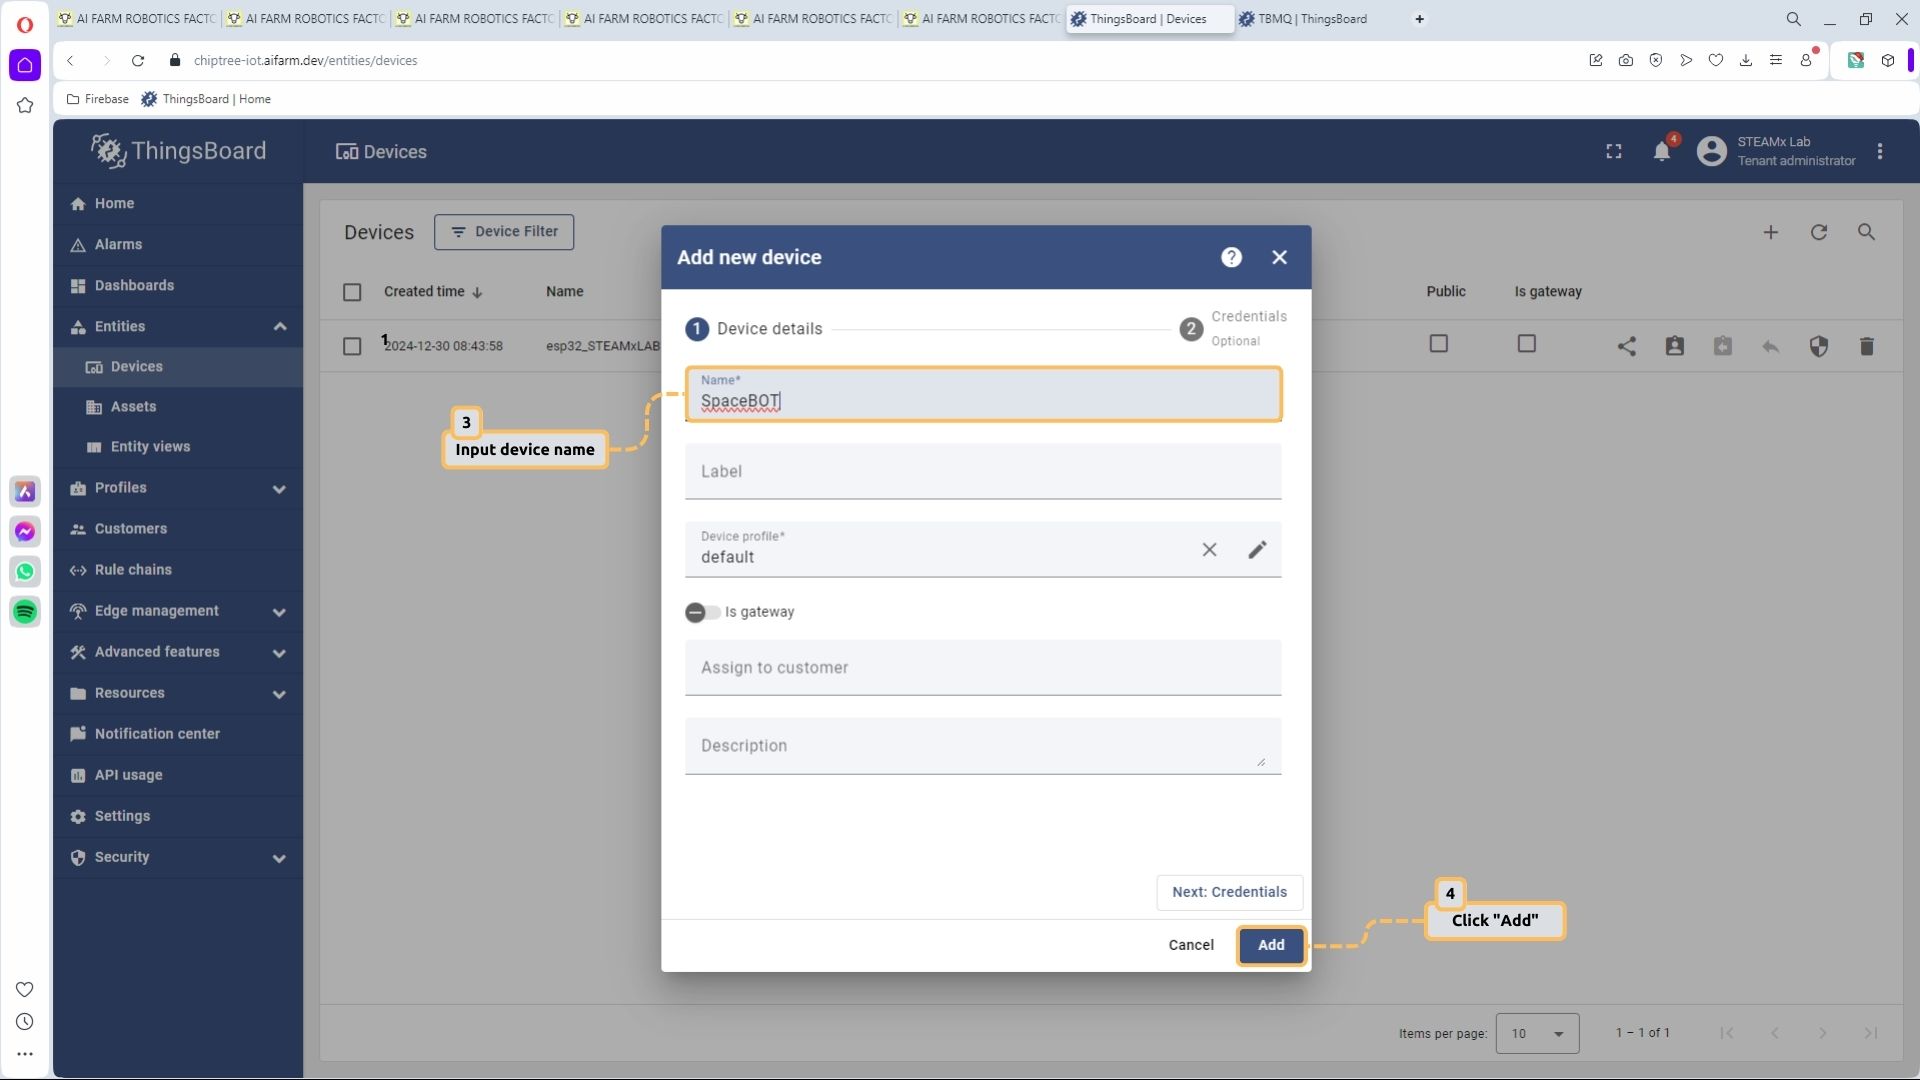 AI FARM ROBOTICS FACTO
AI FARM ROBOTICS FACTO
AI FARM ROBOTICS FACTO
AI FARM ROBOTICS FACTO
AI FARM ROBOTICS FACTO
AI FARM ROBOTICS FACTO
ThingsBoard | Devices
TBMQ | ThingsBoard
chiptree-iot.aifarm.dev/entities/devices
Firebase
ThingsBoard | Home
ThingsBoard
Devices
4
STEAMx Lab
Tenant administrator
Home
Alarms
Dashboards
Entities
Devices
Assets
Entity views
Profiles
Customers
Rule chains
Edge management
Advanced features
Resources
Notification center
API usage
Settings
Security
Devices
Device Filter
Created time
Name
Public
Is gateway
1
2024-12-30 08:43:58
esp32_STEAMxLAB
Add new device
1 Device details
2
Credentials
Optional
Name*
SpaceBOT
3
Input device name
Label
Device profile*
default
Is gateway
Assign to customer
Description
Next: Credentials
Cancel
Add
4
Click "Add"
Items per page:
10
1 – 1 of 1